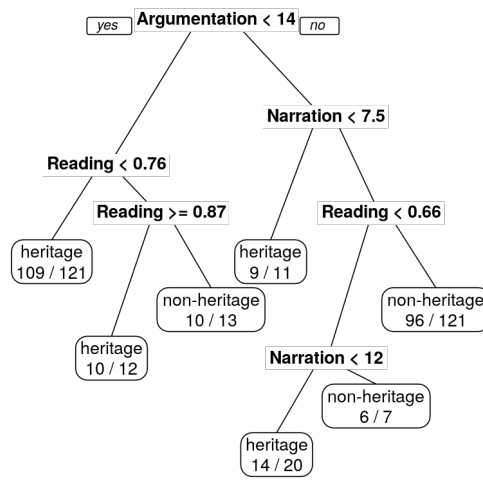 yes
Argumentation < 14
no
Narration < 7.5
Reading < 0.76
Reading >= 0.87
Reading < 0.66
heritage
109 / 121
heritage
9 / 11
non-heritage
10 / 13
non-heritage
96 / 121
heritage
10 / 12
Narration < 12
non-heritage
6 / 7
heritage
14 / 20